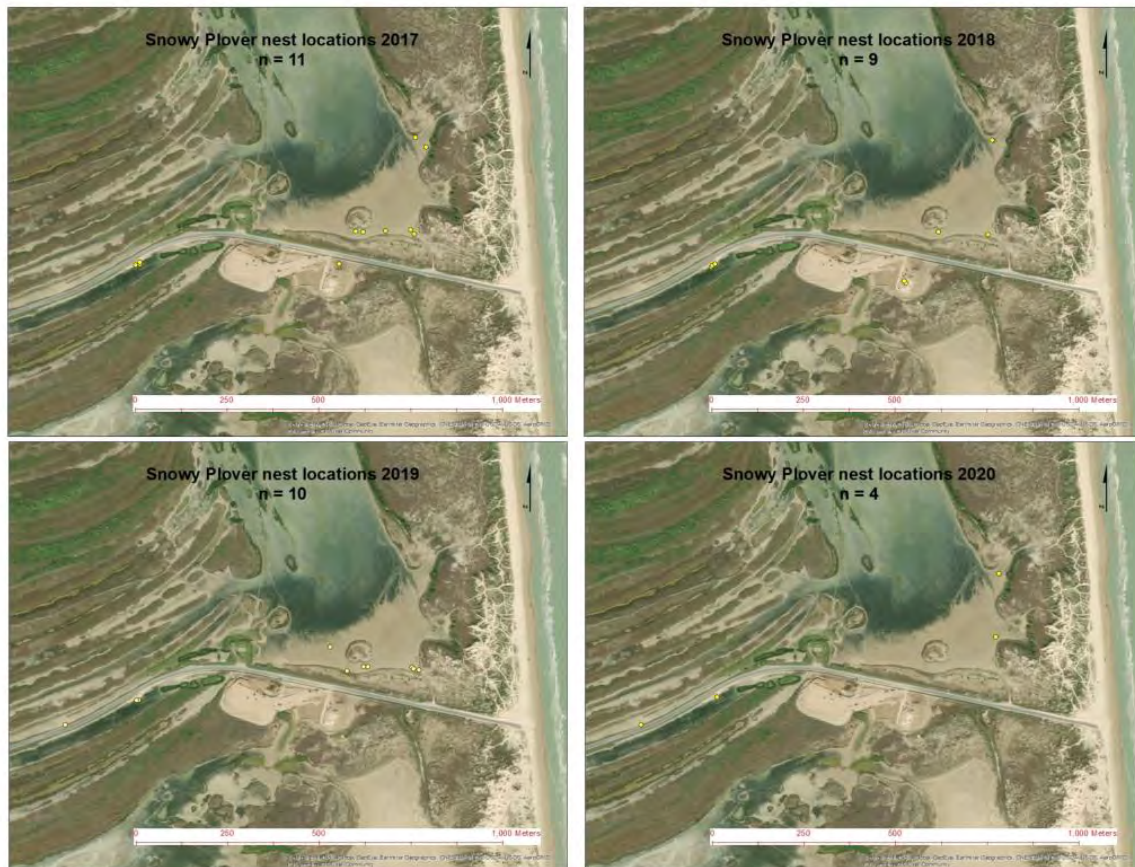 Snowy Plover nest locations 2017
n = 11
N
0 250 500 1,000 Meters
Snowy Plover nest locations 2018
n = 9
N
0 250 500 1,000 Meters
Snowy Plover nest locations 2019
n = 10
N
0 250 500 1,000 Meters
Snowy Plover nest locations 2020
n = 4
N
0 250 500 1,000 Meters